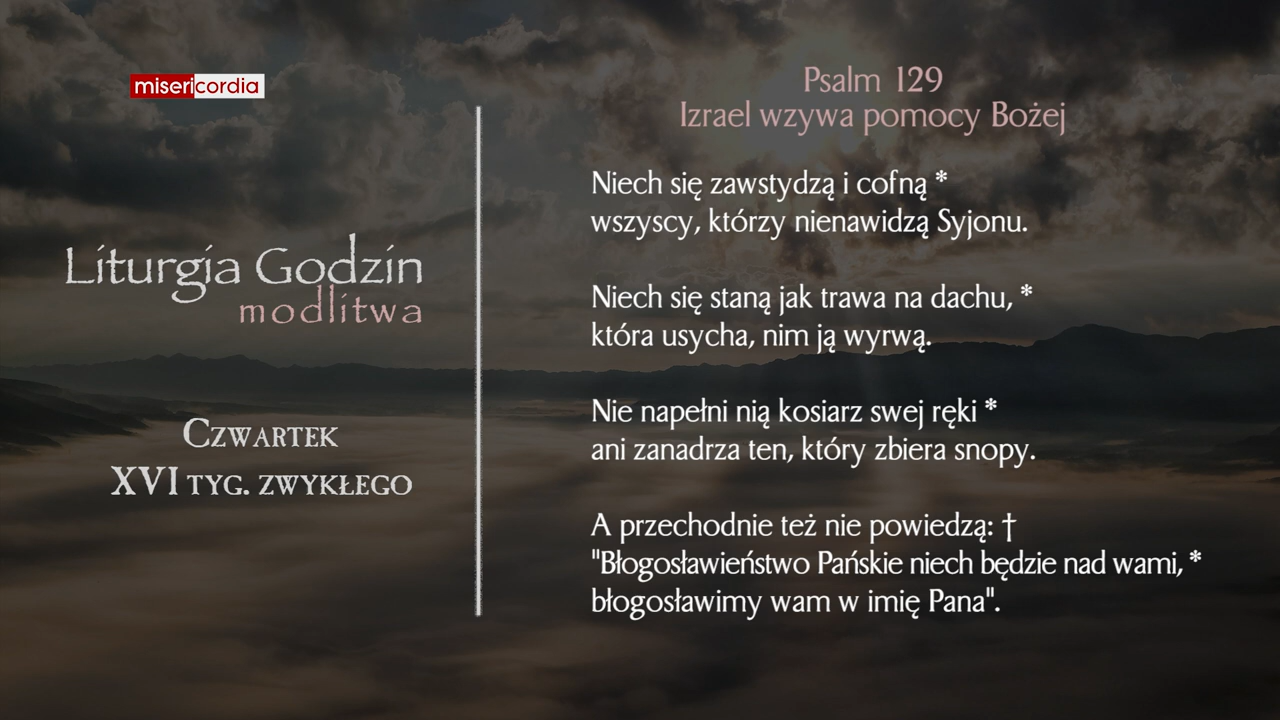 misericordia
Liturgia Godzin
modlitwa
Czwartek
XVI tyg. zwykłego
Psalm 129
Izrael wzywa pomocy Bożej
Niech się zawstydzą i cofną *
wszyscy, którzy nienawidzą Syjonu.
Niech się staną jak trawa na dachu, *
która usycha, nim ją wyrwą.
Nie napełni nią kosiarz swej ręki *
ani zanadrza ten, który zbiera snopy.
A przechodnie też nie powiedzą: †
"Błogosławieństwo Pańskie niech będzie nad wami, *
błogosławimy wam w imię Pana".